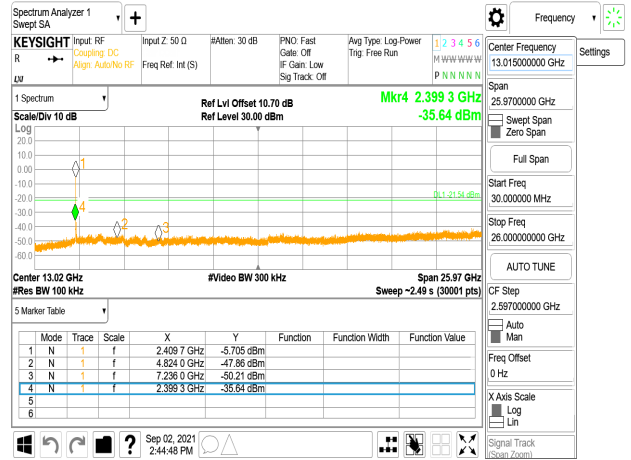 Spectrum Analyzer 1
Swept SA
Frequency
KEYSIGHT
Input: RF
Coupling: DC
Align: Auto/No RF
Input Z: 50 Ω
Freq Ref: Int (S)
#Atten: 30 dB
PNO: Fast
Gate: Off
IF Gain: Low
Sig Track: Off
Avg Type: Log-Power
Trig: Free Run
1 2 3 4 5 6
M W W W W W
P N N N N N
R
Center Frequency
13.015000000 GHz
Settings
Span
25.9700000 GHz
Swept Span
Zero Span
Full Span
Start Freq
30.000000 MHz
Stop Freq
26.000000000 GHz
AUTO TUNE
CF Step
2.597000000 GHz
Auto
Man
Freq Offset
0 Hz
X Axis Scale
Log
Lin
Signal Track
(Span Zoom)
1 Spectrum
Scale/Div 10 dB
Ref Lvl Offset 10.70 dB
Ref Level 30.00 dBm
Mkr4 2.399 3 GHz
-35.64 dBm
Log
20.0
10.0
0.00
-10.0
-20.0
-30.0
-40.0
-50.0
-60.0
1
4
2
3
DL1 -21.54 dBm
Center 13.02 GHz
#Video BW 300 kHz
Span 25.97 GHz
#Res BW 100 kHz
Sweep ~2.49 s (30001 pts)
5 Marker Table
Mode Trace Scale X Y Function Function Width Function Value
1 N 1 f 2.409 7 GHz -5.705 dBm
2 N 1 f 4.824 0 GHz -47.86 dBm
3 N 1 f 7.236 0 GHz -50.21 dBm
4 N 1 f 2.399 3 GHz -35.64 dBm
5
6
?
Sep 02, 2021
2:44:48 PM